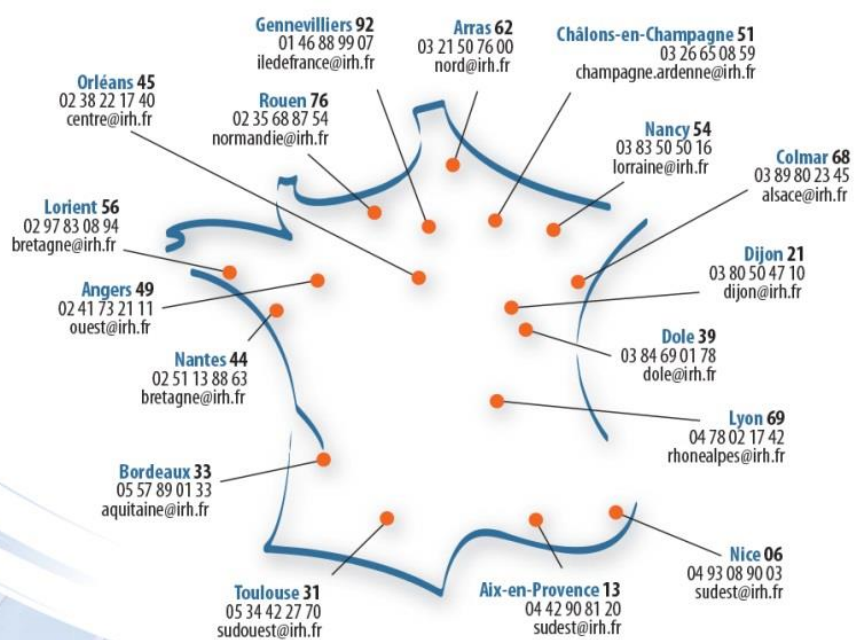 Gennevilliers 92
01 46 88 99 07
iledefrance@irh.fr
Arras 62
03 21 50 76 00
nord@irh.fr
Châlons-en-Champagne 51
03 26 65 08 59
champagne.ardenne@irh.fr
Orléans 45
02 38 22 17 40
centre@irh.fr
Rouen 76
02 35 68 87 54
normandie@irh.fr
Nancy 54
03 83 50 50 16
lorraine@irh.fr
Colmar 68
03 89 80 23 45
alsace@irh.fr
Lorient 56
02 97 83 08 94
bretagne@irh.fr
Dijon 21
03 80 50 47 10
dijon@irh.fr
Angers 49
02 41 73 21 11
ouest@irh.fr
Dole 39
03 84 69 01 78
dole@irh.fr
Nantes 44
02 51 13 88 63
bretagne@irh.fr
Lyon 69
04 78 02 17 42
rhonealpes@irh.fr
Bordeaux 33
05 57 89 01 33
aquitaine@irh.fr
Nice 06
04 93 08 90 03
sudest@irh.fr
Toulouse 31
05 34 42 27 70
sudouest@irh.fr
Aix-en-Provence 13
04 42 90 81 20
sudest@irh.fr